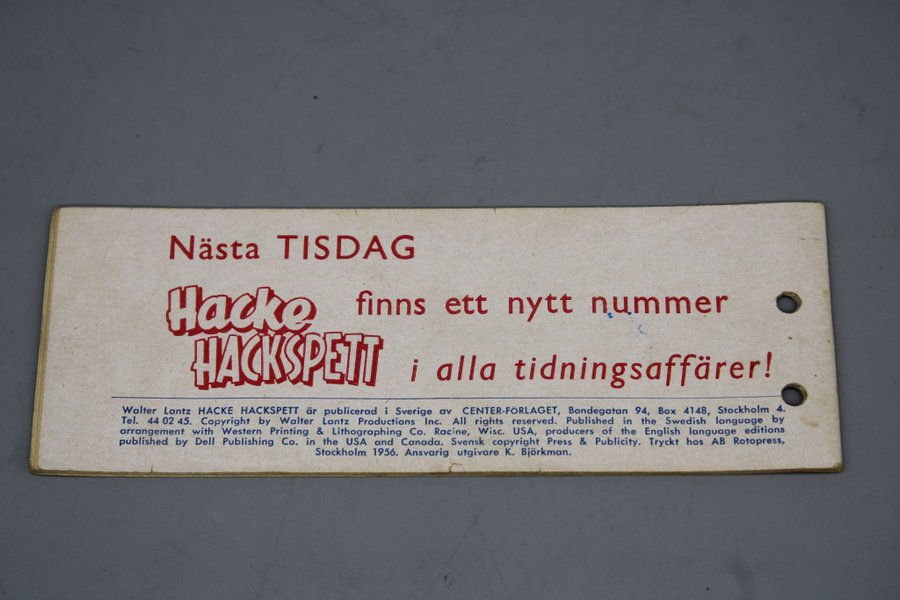 Nästa TISDAG
Hacke finns ett nytt nummer
HACKSPETT i alla tidningsaffärer!
Walter Lantz HACKE HACKSPETT är publicerad i Sverige av CENTER-FÖRLAGET, Bondegatan 94, Box 4148, Stockholm 4.
Tel. 44 02 45. Copyright by Walter Lantz Productions Inc. All rights reserved. Published in the Swedish language by
arrangement with Western Printing & Lithographing Co. Racine, Wisc. USA, producers of the English language editions
published by Dell Publishing Co. in the USA and Canada. Svensk copyright Press & Publicity. Tryckt hos AB Rotopress,
Stockholm 1956. Ansvarig utgivare K. Björkman.